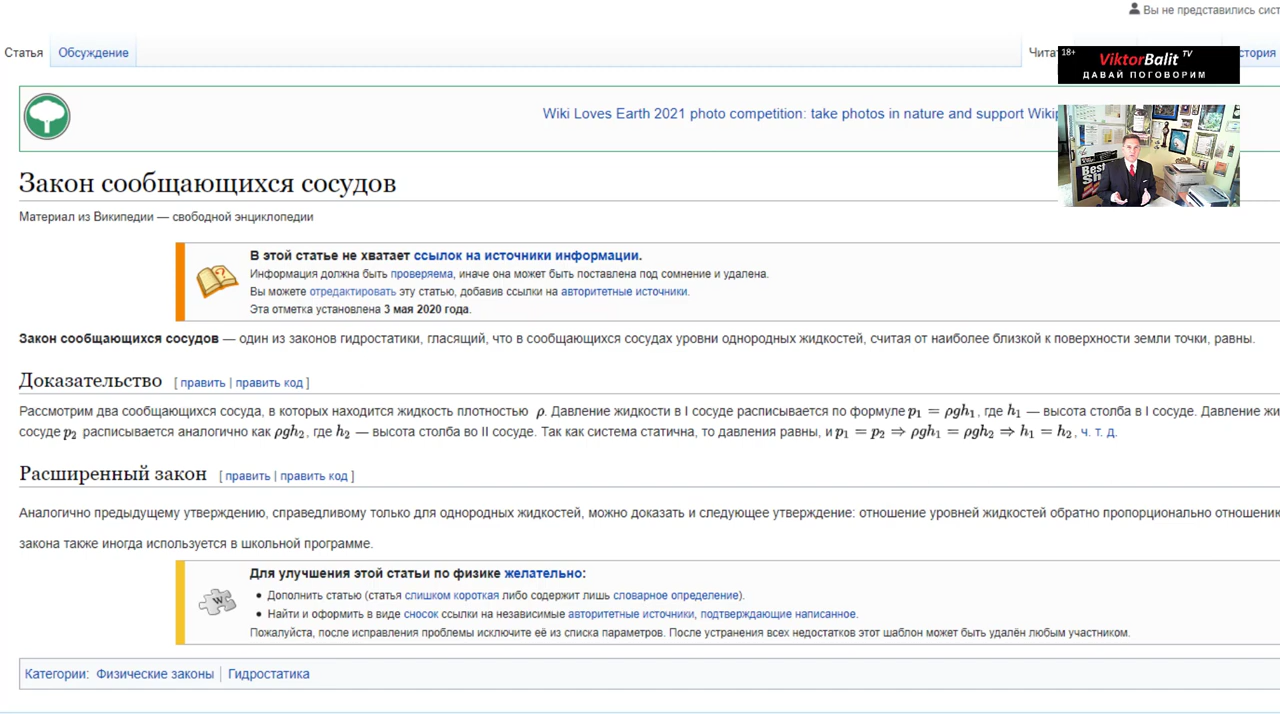 Вы не представились сист
Статья
Обсуждение
Чита
стория
18+
ViktorBalit TV
ДАВАЙ ПОГОВОРИМ
Wiki Loves Earth 2021 photo competition: take photos in nature and support Wikip
Best
Sh
Закон сообщающихся сосудов
Материал из Википедии — свободной энциклопедии
В этой статье не хватает ссылок на источники информации.
Информация должна быть проверяема, иначе она может быть поставлена под сомнение и удалена.
Вы можете отредактировать эту статью, добавив ссылки на авторитетные источники.
Эта отметка установлена 3 мая 2020 года.
Закон сообщающихся сосудов — один из законов гидростатики, гласящий, что в сообщающихся сосудах уровни однородных жидкостей, считая от наиболее близкой к поверхности земли точки, равны.
Доказательство [ править | править код ]
Рассмотрим два сообщающихся сосуда, в которых находится жидкость плотностью ρ. Давление жидкости в I сосуде расписывается по формуле p₁ = ρgh₁, где h₁ — высота столба в I сосуде. Давление жи
сосуде p₂ расписывается аналогично как ρgh₂, где h₂ — высота столба во II сосуде. Так как система статична, то давления равны, и p₁ = p₂ ⇒ ρgh₁ = ρgh₂ ⇒ h₁ = h₂, ч. т. д.
Расширенный закон [ править | править код ]
Аналогично предыдущему утверждению, справедливому только для однородных жидкостей, можно доказать и следующее утверждение: отношение уровней жидкостей обратно пропорционально отношению
закона также иногда используется в школьной программе.
W
Для улучшения этой статьи по физике желательно:
• Дополнить статью (статья слишком короткая либо содержит лишь словарное определение).
• Найти и оформить в виде сносок ссылки на независимые авторитетные источники, подтверждающие написанное.
Пожалуйста, после исправления проблемы исключите её из списка параметров. После устранения всех недостатков этот шаблон может быть удалён любым участником.
Категории: Физические законы | Гидростатика